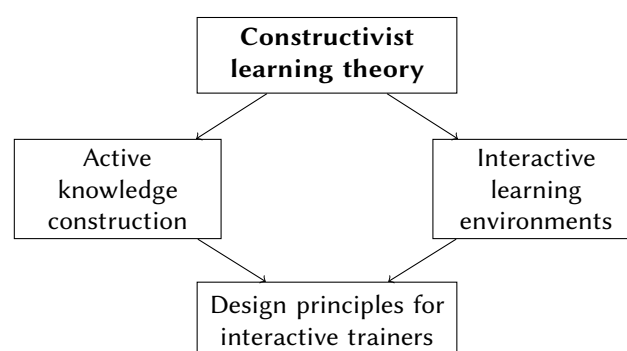 Constructivist
learning theory
Active
knowledge
construction
Interactive
learning
environments
Design principles for
interactive trainers